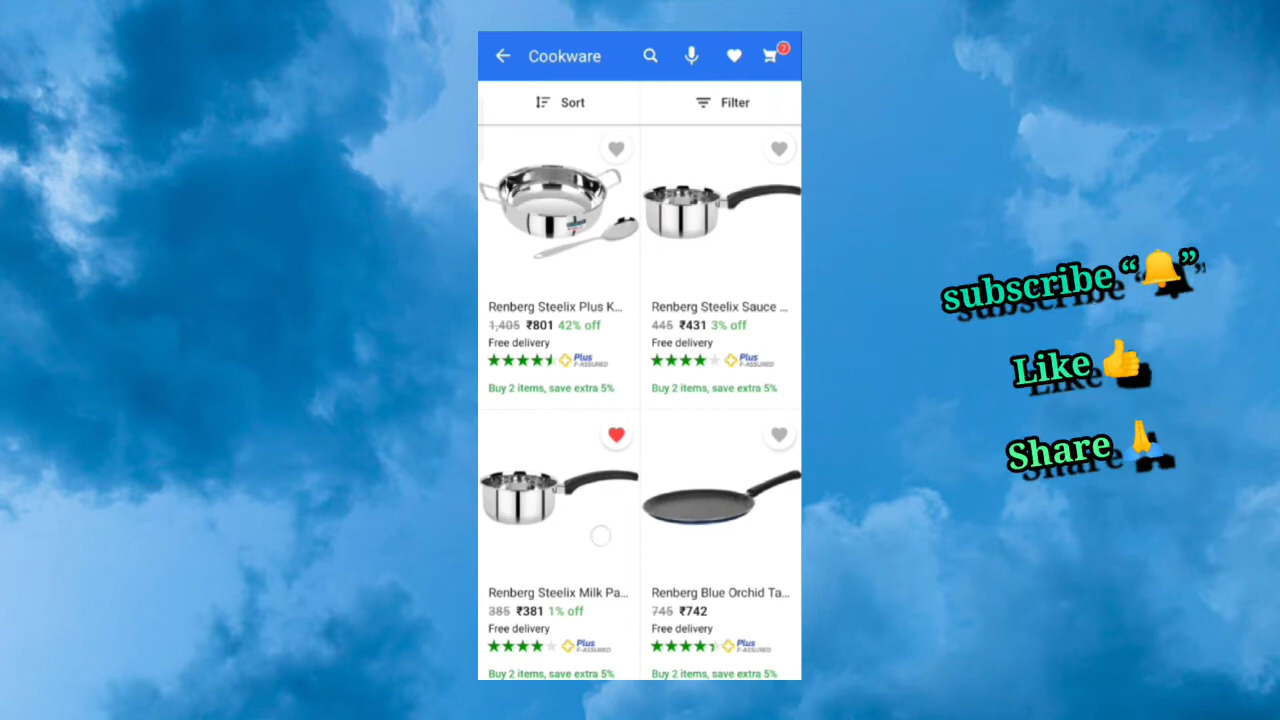 Cookware
7
Sort
Filter
Renberg Steelix Plus K...
1,405 ₹801 42% off
Free delivery
Plus
F-ASSURED
Buy 2 items, save extra 5%
Renberg Steelix Sauce ...
445 ₹431 3% off
Free delivery
Plus
F-ASSURED
Buy 2 items, save extra 5%
Renberg Steelix Milk Pa...
385 ₹381 1% off
Free delivery
Plus
F-ASSURED
Buy 2 items, save extra 5%
Renberg Blue Orchid Ta...
745 ₹742
Free delivery
Plus
F-ASSURED
Buy 2 items, save extra 5%
subscribe “🔔”
Like 👍
Share 🙏